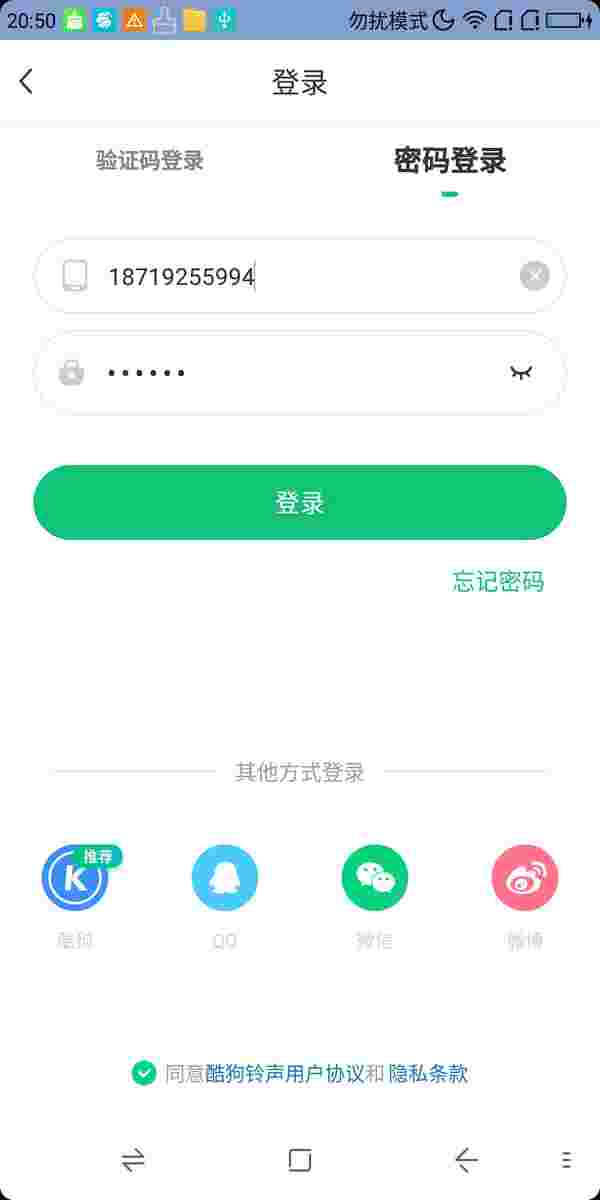 20:50 勿扰模式
登录
验证码登录 密码登录
18719255994
••••••
登录
忘记密码
其他方式登录
推荐
酷狗 QQ 微信 微博
同意酷狗铃声用户协议和 隐私条款